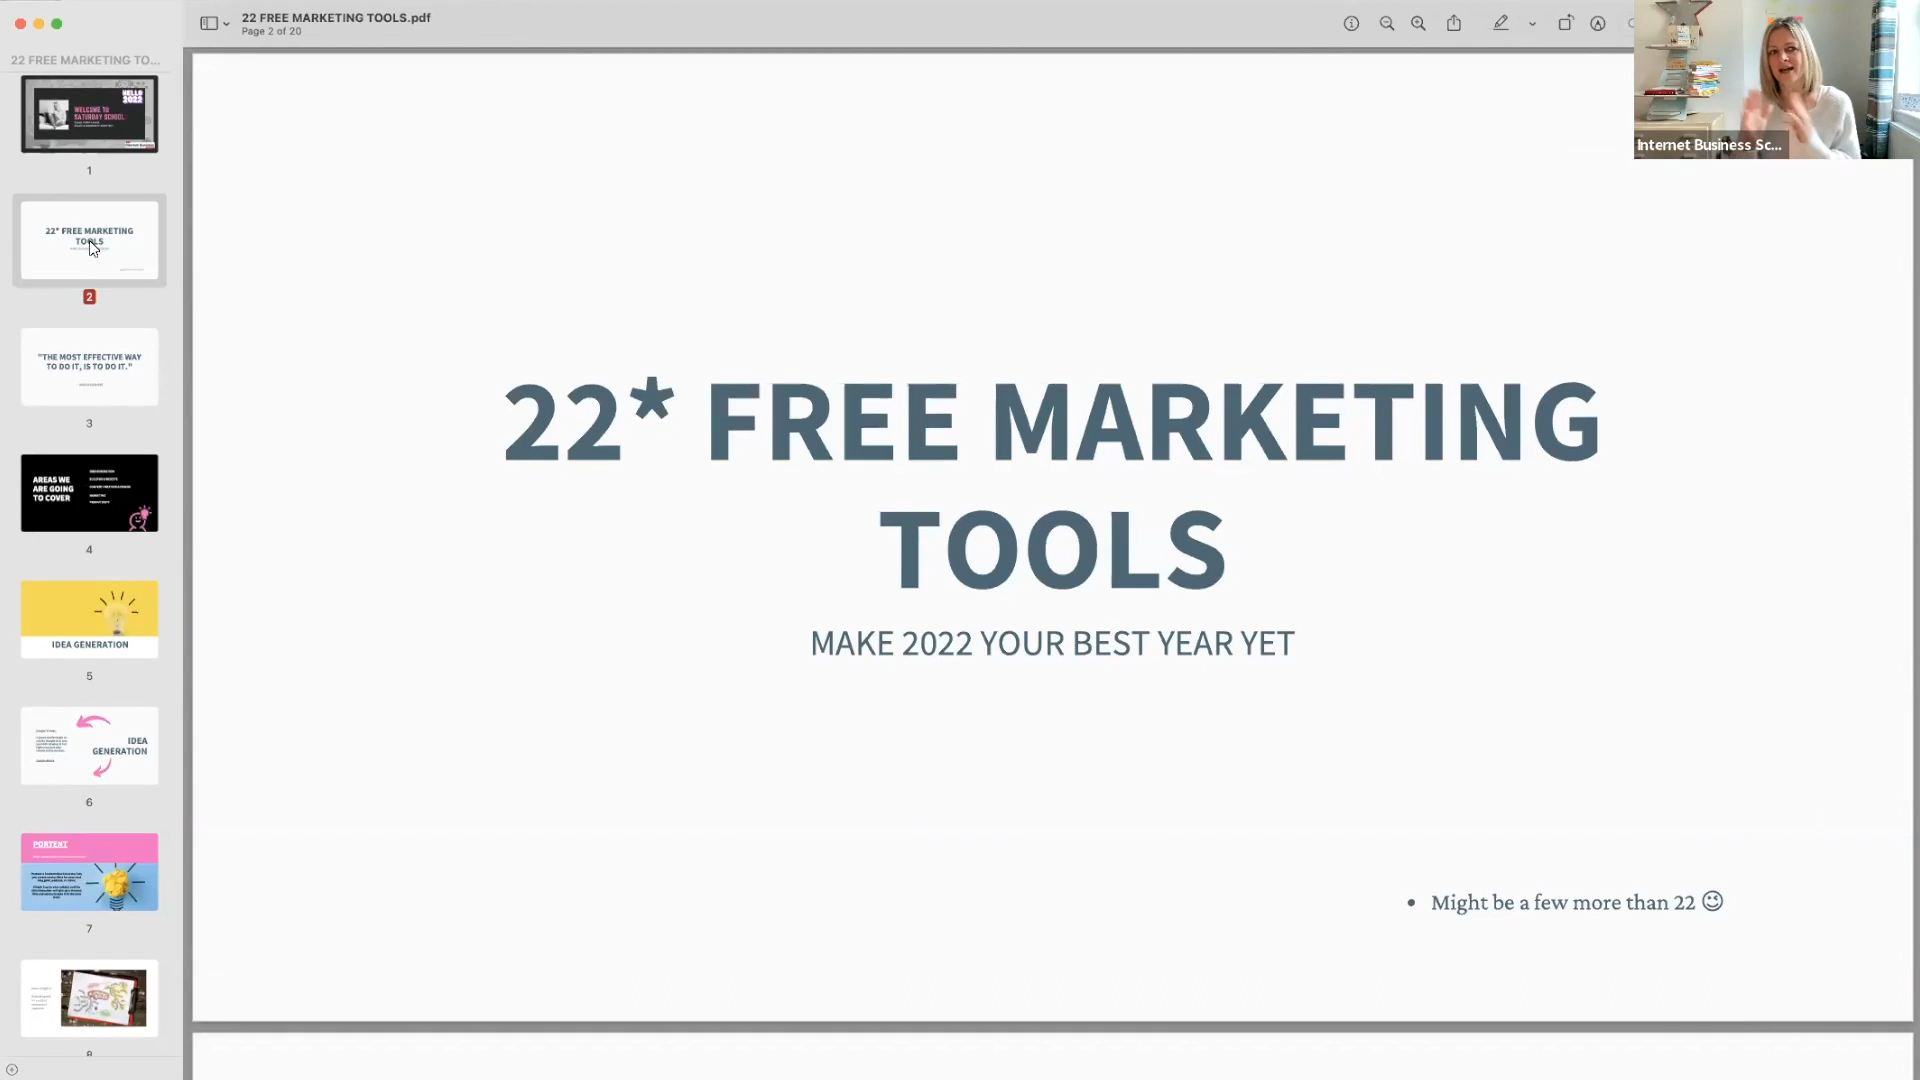 22 FREE MARKETING TOOLS.pdf
Page 2 of 20
22 FREE MARKETING TO...
HELLO
2022
WELCOME TO
SATURDAY SCHOOL
1
22* FREE MARKETING
TOOLS
2
"THE MOST EFFECTIVE WAY
TO DO IT, IS TO DO IT."
3
AREAS WE
ARE GOING
TO COVER
4
IDEA GENERATION
5
IDEA
GENERATION
6
PORTENT
7
8
22* FREE MARKETING
TOOLS
MAKE 2022 YOUR BEST YEAR YET
• Might be a few more than 22 😉
Internet Business Sc...